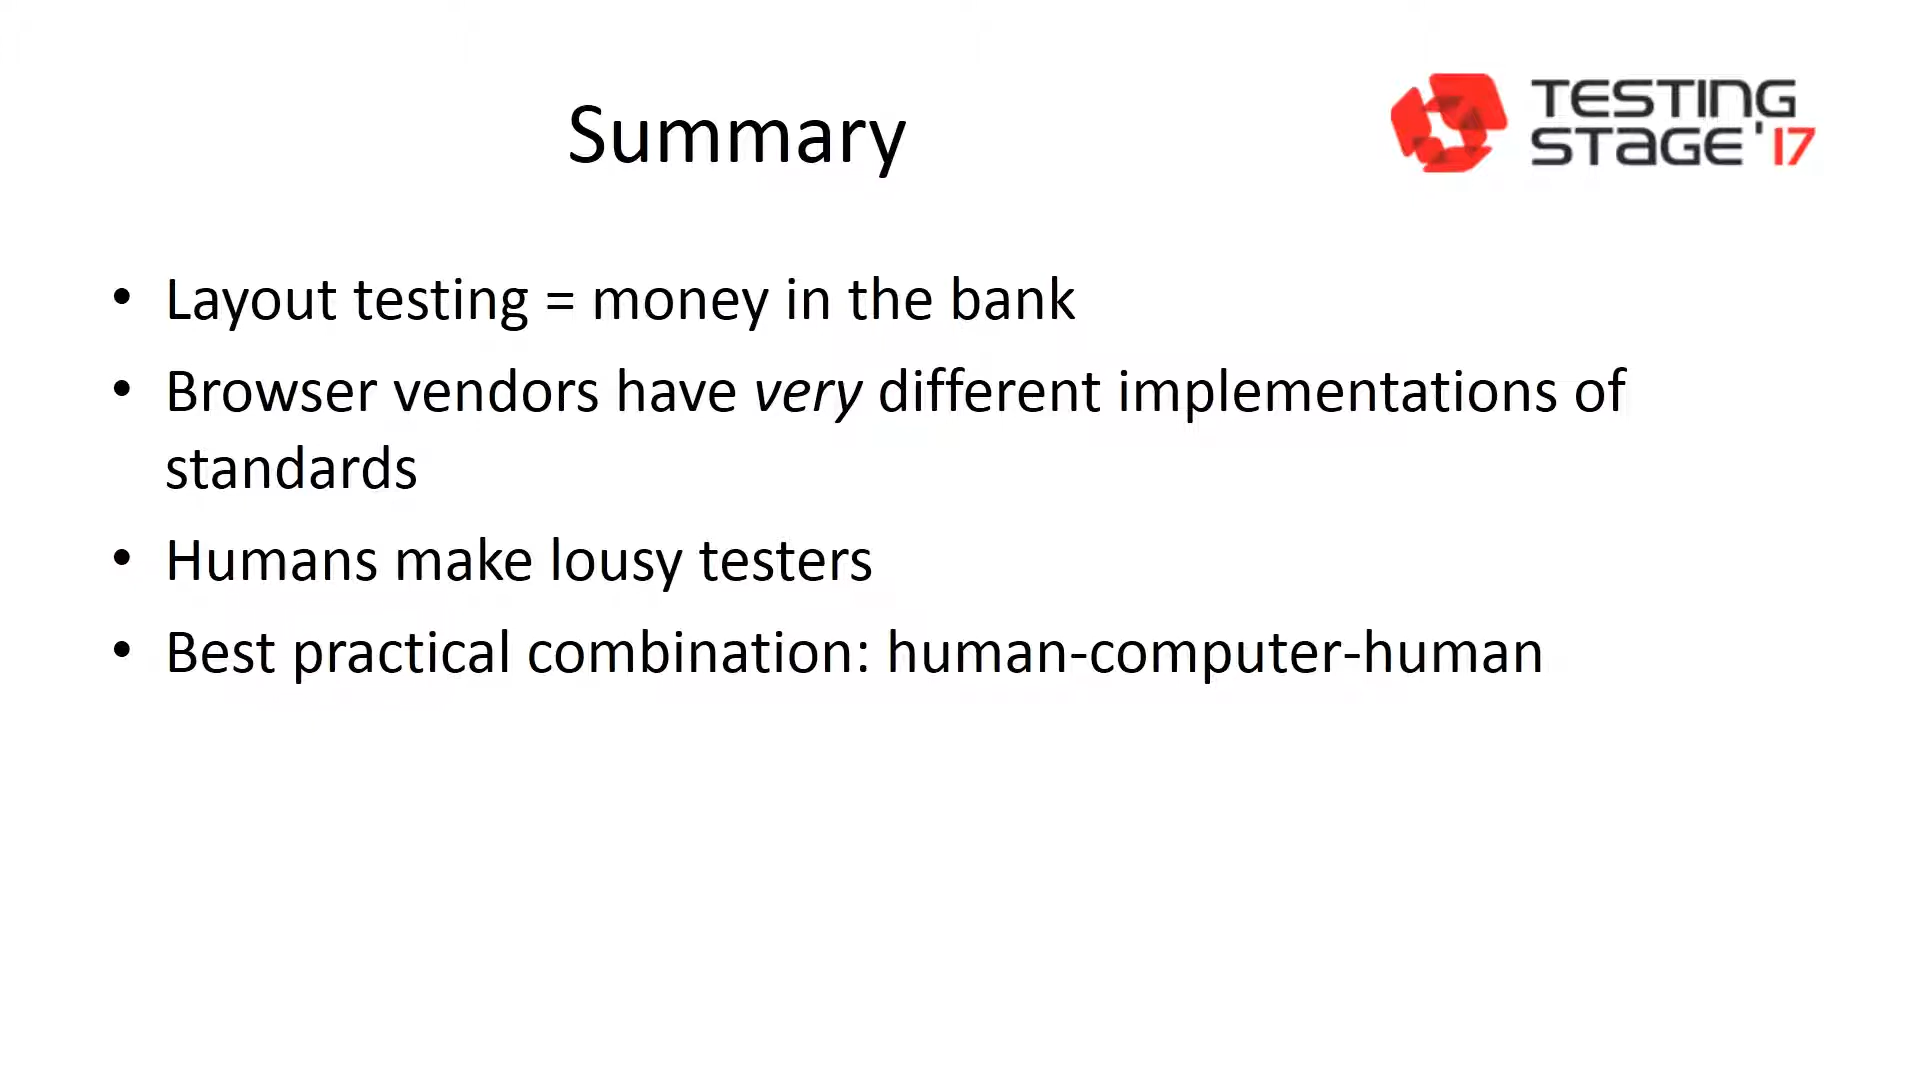 Summary
TESTING
STAGE '17
• Layout testing = money in the bank
• Browser vendors have very different implementations of
standards
• Humans make lousy testers
• Best practical combination: human-computer-human